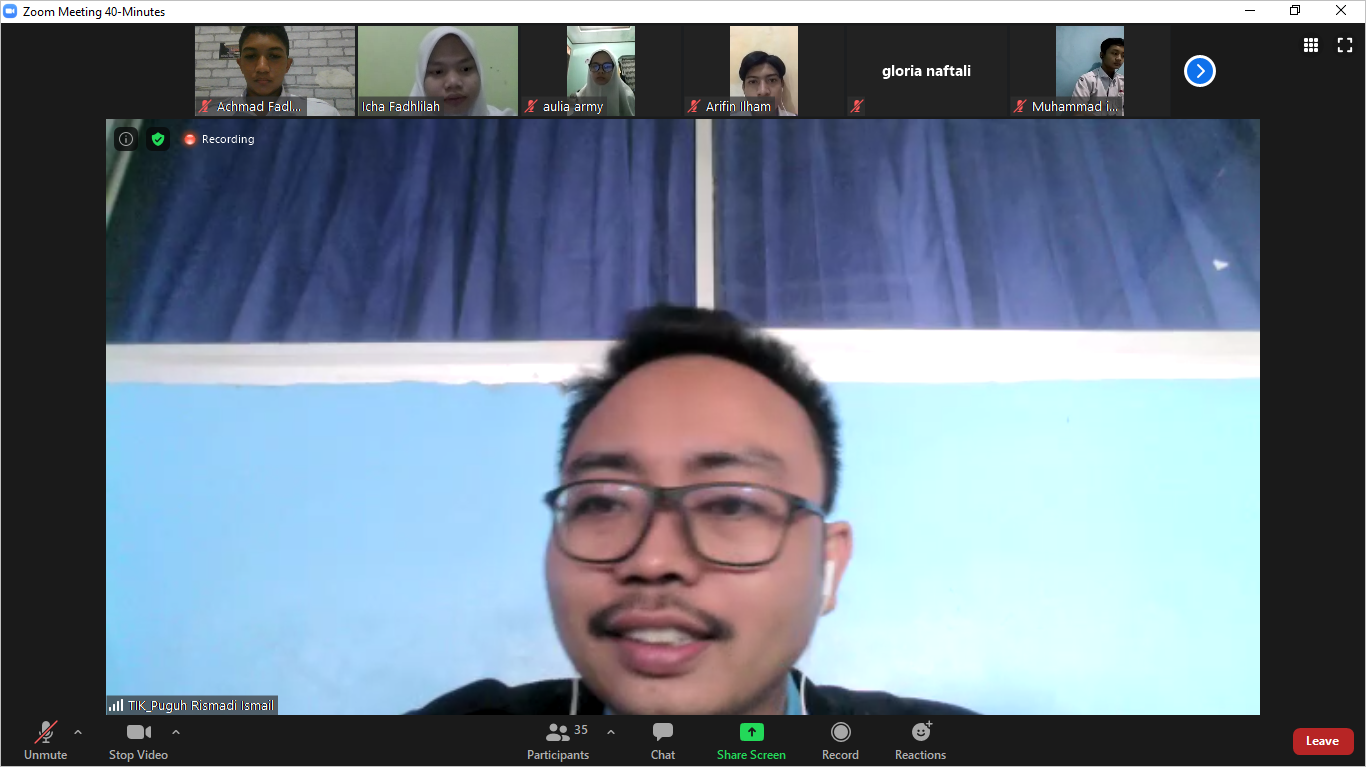 Zoom Meeting 40-Minutes
Achmad Fadl...
Icha Fadhlilah
aulia army
Arifin Ilham
gloria naftali
Muhammad i...
Recording
TIK_Puguh Rismadi Ismail
Unmute
Stop Video
Participants
35
Chat
Share Screen
Record
Reactions
Leave